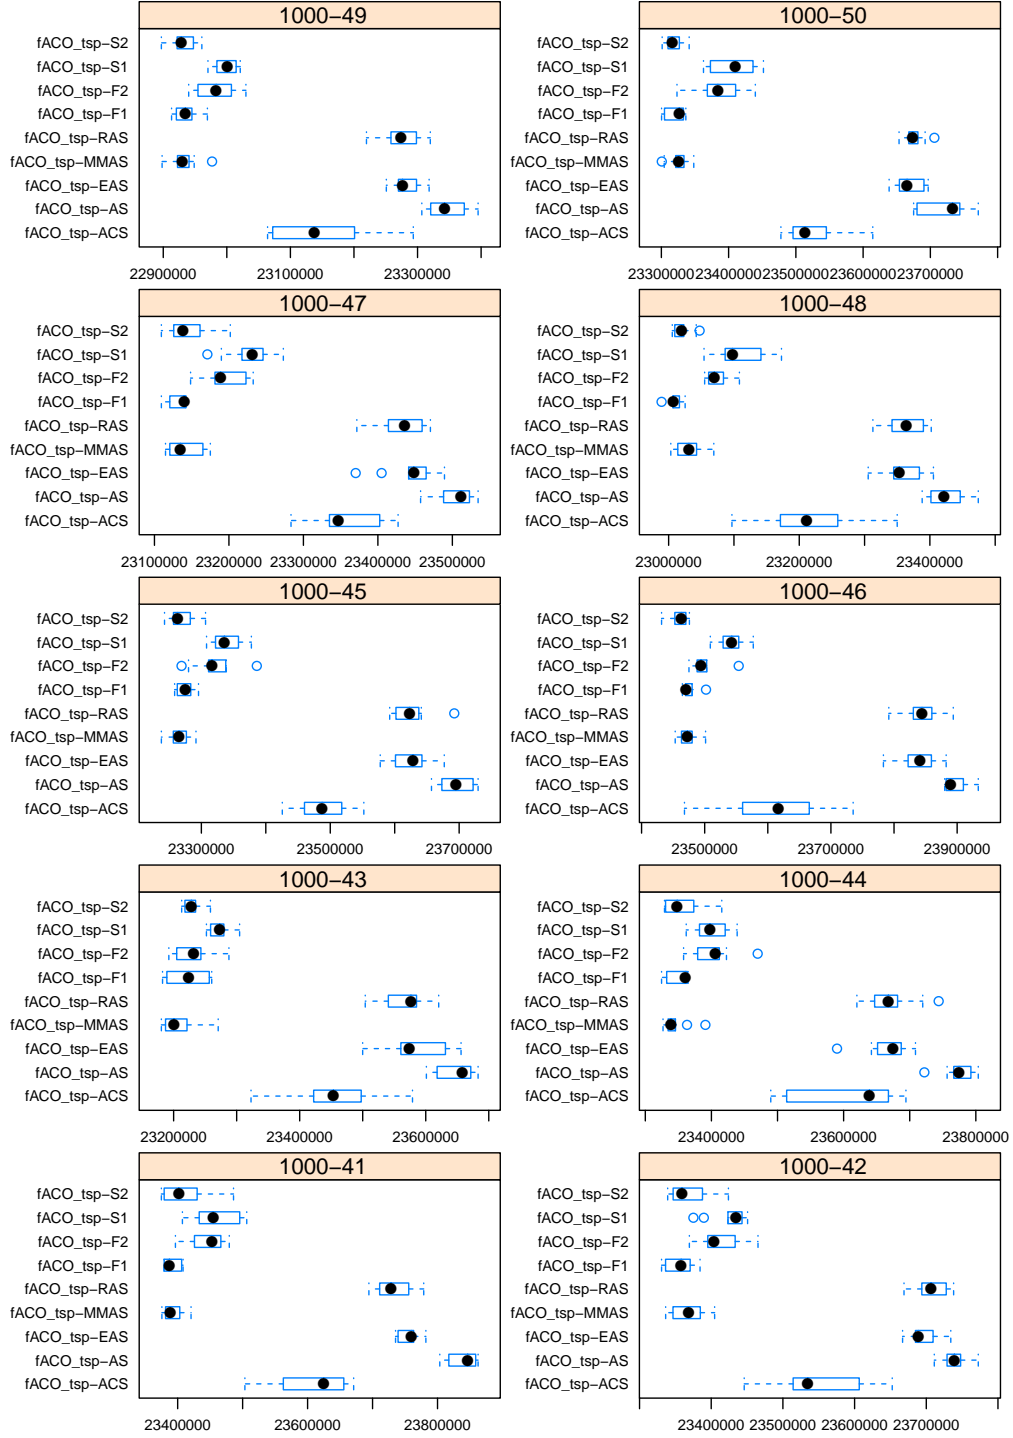 1000−49
fACO_tsp−S2
fACO_tsp−S1
fACO_tsp−F2
fACO_tsp−F1
fACO_tsp−RAS
fACO_tsp−MMAS
fACO_tsp−EAS
fACO_tsp−AS
fACO_tsp−ACS
22900000 23100000 23300000
1000−50
fACO_tsp−S2
fACO_tsp−S1
fACO_tsp−F2
fACO_tsp−F1
fACO_tsp−RAS
fACO_tsp−MMAS
fACO_tsp−EAS
fACO_tsp−AS
fACO_tsp−ACS
23300000 23400000 23500000 23600000 23700000
1000−47
fACO_tsp−S2
fACO_tsp−S1
fACO_tsp−F2
fACO_tsp−F1
fACO_tsp−RAS
fACO_tsp−MMAS
fACO_tsp−EAS
fACO_tsp−AS
fACO_tsp−ACS
23100000 23200000 23300000 23400000 23500000
1000−48
fACO_tsp−S2
fACO_tsp−S1
fACO_tsp−F2
fACO_tsp−F1
fACO_tsp−RAS
fACO_tsp−MMAS
fACO_tsp−EAS
fACO_tsp−AS
fACO_tsp−ACS
23000000 23200000 23400000
1000−45
fACO_tsp−S2
fACO_tsp−S1
fACO_tsp−F2
fACO_tsp−F1
fACO_tsp−RAS
fACO_tsp−MMAS
fACO_tsp−EAS
fACO_tsp−AS
fACO_tsp−ACS
23300000 23500000 23700000
1000−46
fACO_tsp−S2
fACO_tsp−S1
fACO_tsp−F2
fACO_tsp−F1
fACO_tsp−RAS
fACO_tsp−MMAS
fACO_tsp−EAS
fACO_tsp−AS
fACO_tsp−ACS
23500000 23700000 23900000
1000−43
fACO_tsp−S2
fACO_tsp−S1
fACO_tsp−F2
fACO_tsp−F1
fACO_tsp−RAS
fACO_tsp−MMAS
fACO_tsp−EAS
fACO_tsp−AS
fACO_tsp−ACS
23200000 23400000 23600000
1000−44
fACO_tsp−S2
fACO_tsp−S1
fACO_tsp−F2
fACO_tsp−F1
fACO_tsp−RAS
fACO_tsp−MMAS
fACO_tsp−EAS
fACO_tsp−AS
fACO_tsp−ACS
23400000 23600000 23800000
1000−41
fACO_tsp−S2
fACO_tsp−S1
fACO_tsp−F2
fACO_tsp−F1
fACO_tsp−RAS
fACO_tsp−MMAS
fACO_tsp−EAS
fACO_tsp−AS
fACO_tsp−ACS
23400000 23600000 23800000
1000−42
fACO_tsp−S2
fACO_tsp−S1
fACO_tsp−F2
fACO_tsp−F1
fACO_tsp−RAS
fACO_tsp−MMAS
fACO_tsp−EAS
fACO_tsp−AS
fACO_tsp−ACS
23400000 23500000 23600000 23700000